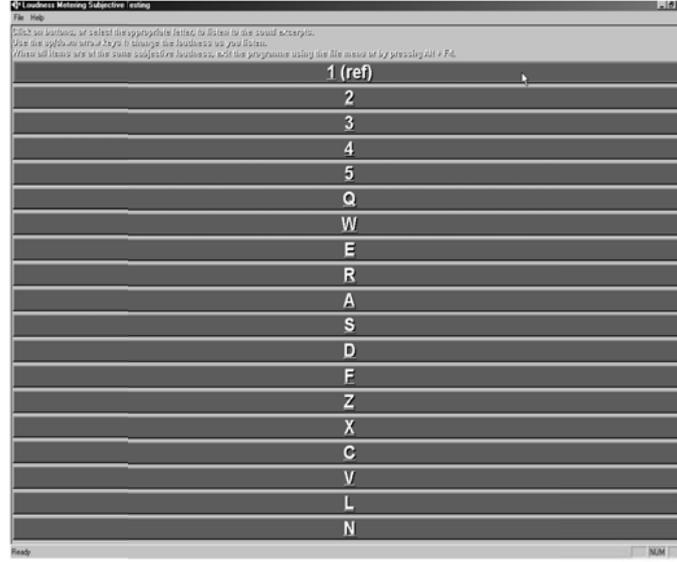 Loudness Metering Subjective Testing
File Help
Click on buttons, or select the appropriate letter, to listen to the sound excerpts.
Use the up/down arrow keys to change the loudness as you listen.
When all items are at the same subjective loudness, exit the programme using the file menu or by pressing Alt + F4.
1 (ref)
2
3
4
5
Q
W
E
R
A
S
D
F
Z
X
C
V
L
N
Ready NUM